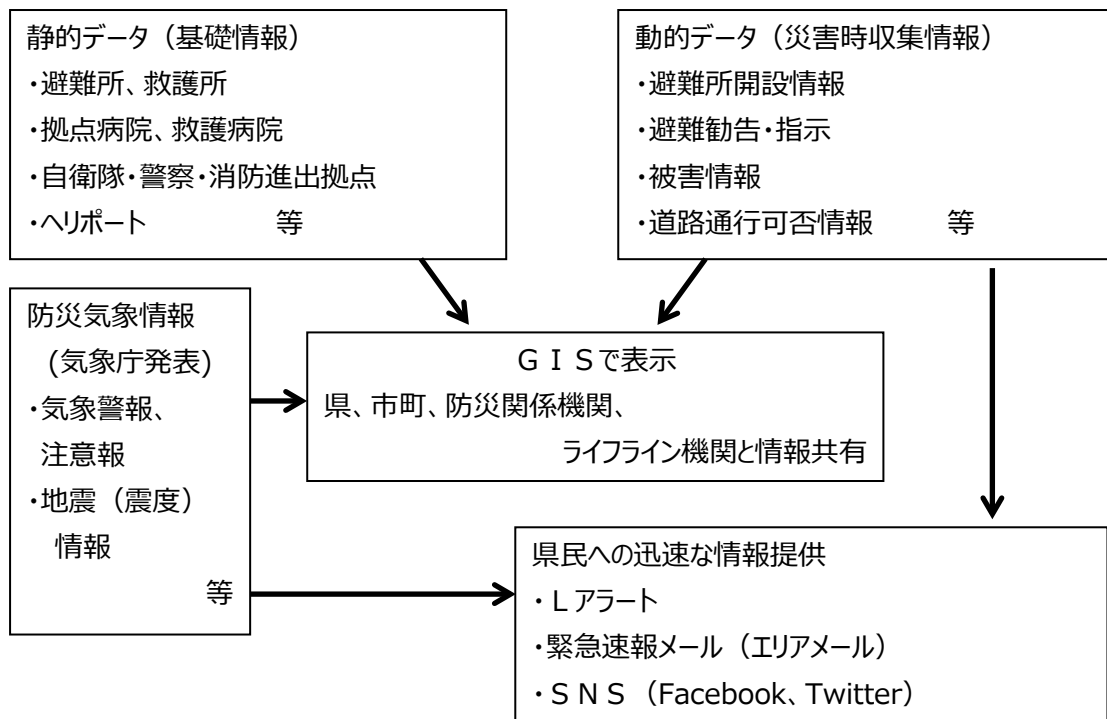 静的データ（基礎情報）
・避難所、救護所
・拠点病院、救護病院
・自衛隊・警察・消防進出拠点
・ヘリポート　　　　　等
動的データ（災害時収集情報）
・避難所開設情報
・避難勧告・指示
・被害情報
・道路通行可否情報　　　等
防災気象情報
(気象庁発表)
・気象警報、
注意報
・地震（震度）
情報
等
ＧＩＳで表示
県、市町、防災関係機関、
ライフライン機関と情報共有
県民への迅速な情報提供
・Ｌアラート
・緊急速報メール（エリアメール）
・ＳＮＳ（Facebook、Twitter）